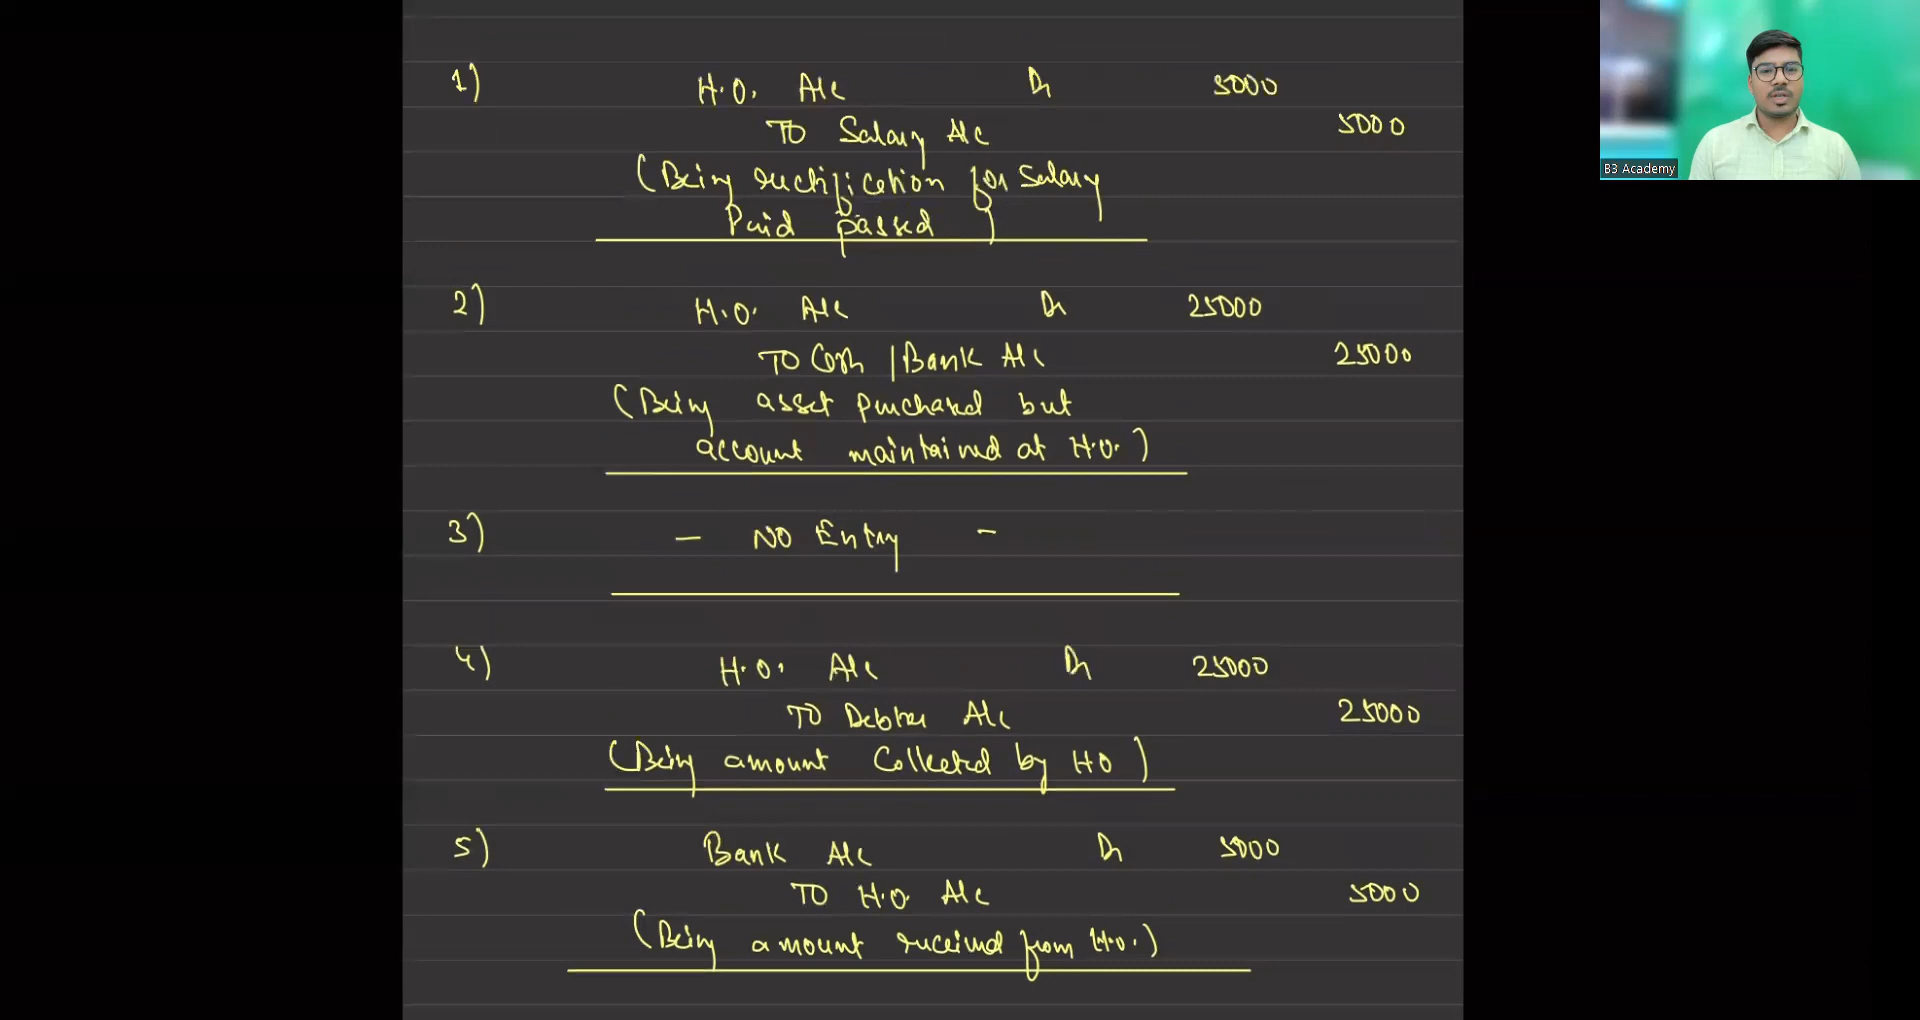 1) H.O. A/c Dr 5000
To Salary A/c 5000
(Being rectification for Salary
Paid passed)
2) H.O. A/c Dr 25000
To Cash / Bank A/c 25000
(Being asset purchased but
account maintained at H.O.)
3) - NO Entry -
4) H.O. A/c Dr 25000
To Debtor A/c 25000
(Being amount Collected by HO)
5) Bank A/c Dr 5000
To H.O. A/c 5000
(Being amount received from H.O.)
B3 Academy